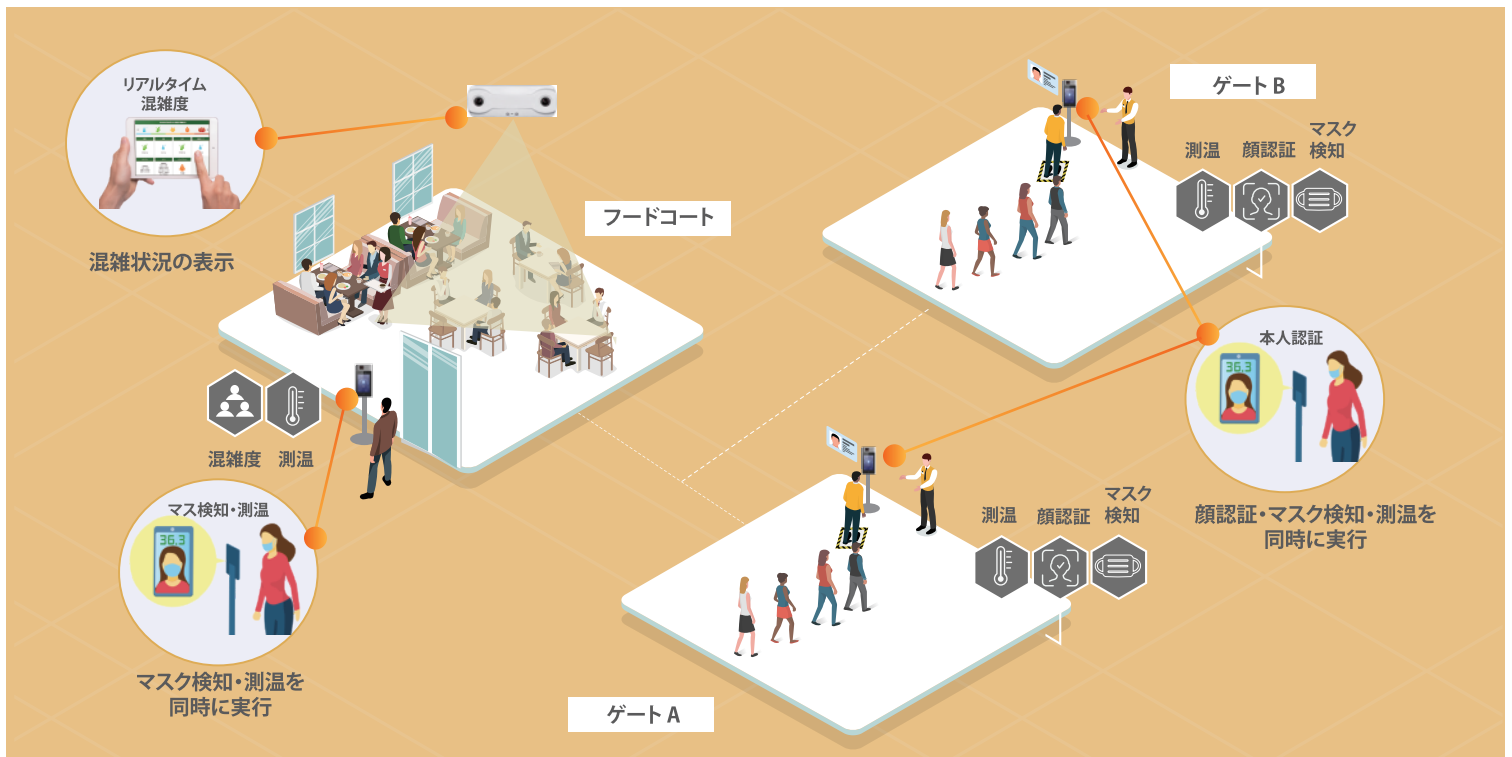 リアルタイム
混雑度
混雑状況の表示
フードコート
混雑度
測温
マス検知・測温
36.3
マスク検知・測温を
同時に実行
ゲート B
測温
顔認証
マスク
検知
本人認証
36.3
顔認証・マスク検知・測温を
同時に実行
測温
顔認証
マスク
検知
ゲート A